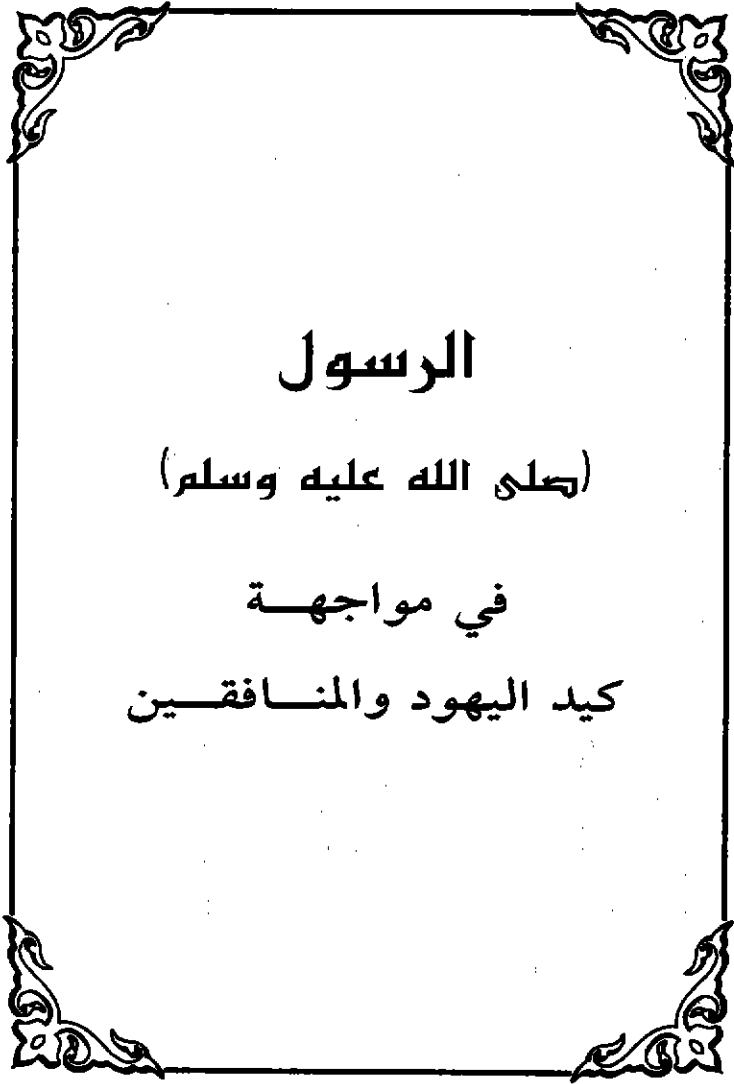 الرسول
(صلى الله عليه وسلم)
في مواجهة
كيد اليهود والمنافقين